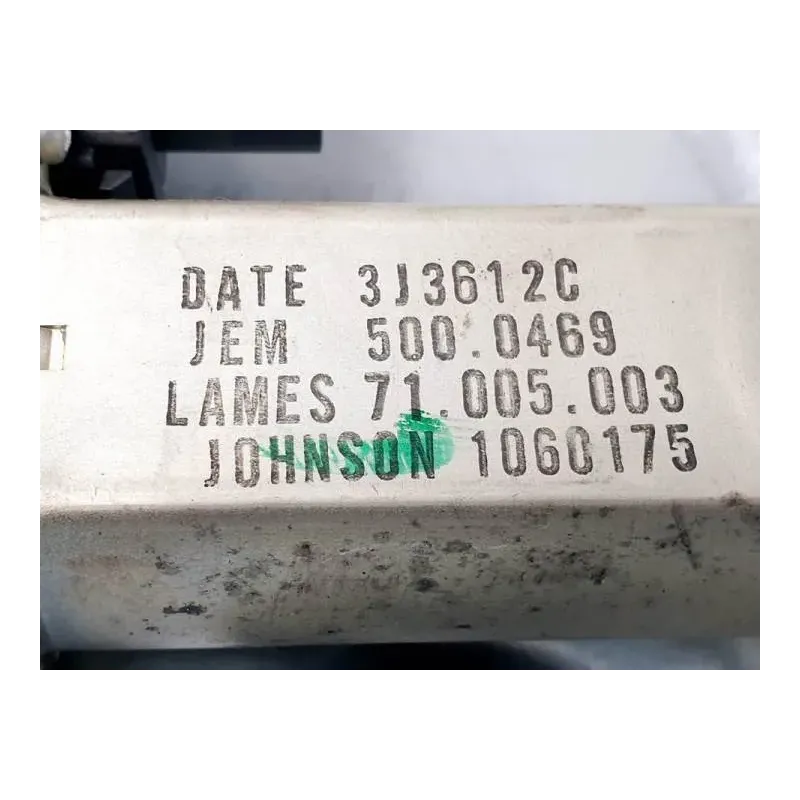 DATE 3J3612C
JEM 500.0469
LAMES 71.005.003
JOHNSON 1060175